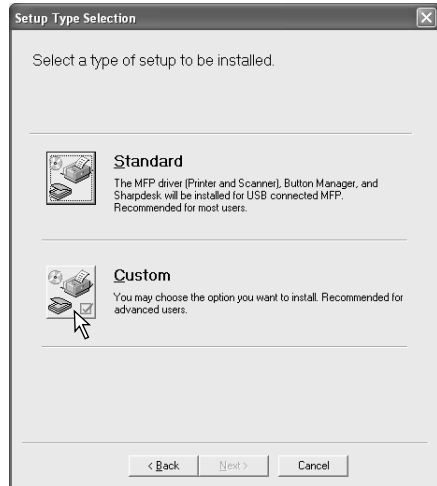 Setup Type Selection
Select a type of setup to be installed.
Standard
The MFP driver (Printer and Scanner), Button Manager, and
Sharpdesk will be installed for USB connected MFP.
Recommended for most users.
Custom
You may choose the option you want to install. Recommended for
advanced users.
< Back Next > Cancel